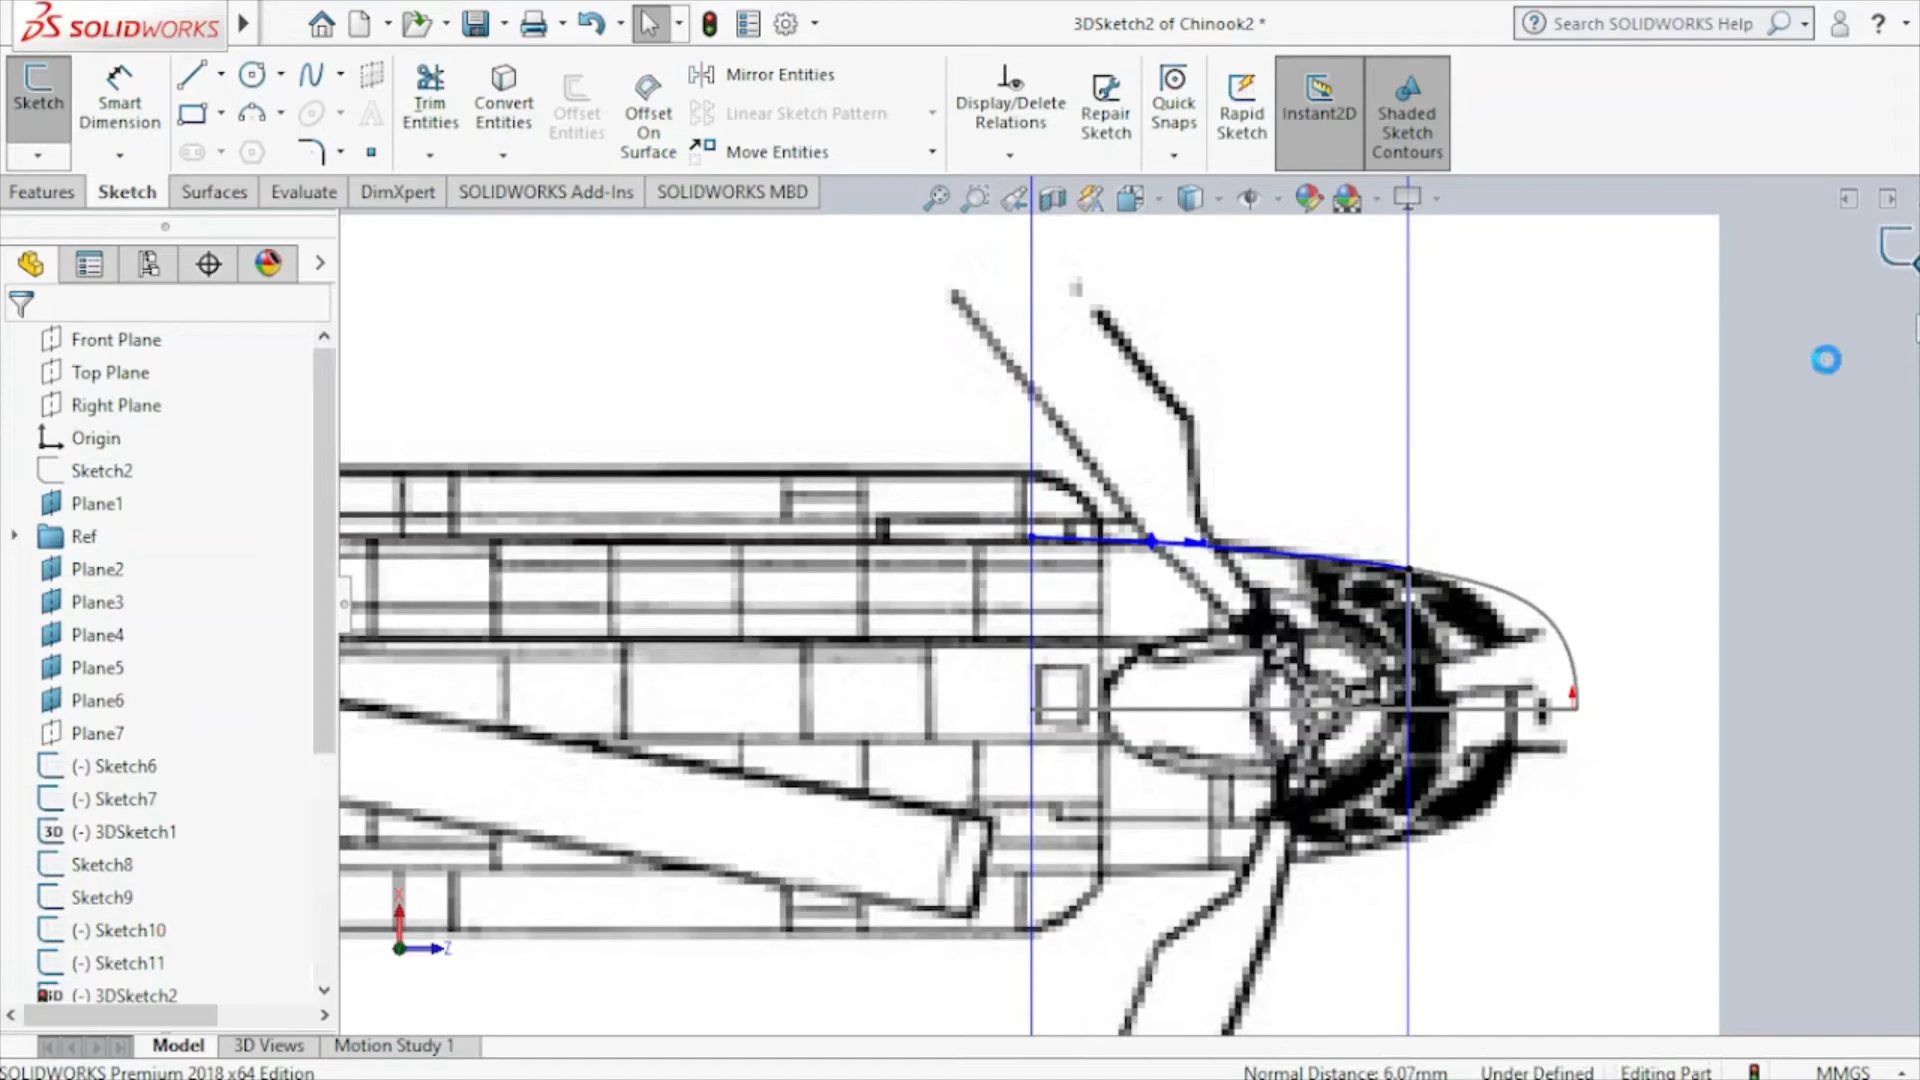 SOLIDWORKS
3DSketch2 of Chinook2 *
Search SOLIDWORKS Help
?
Sketch
Smart Dimension
Trim Entities
Convert Entities
Offset Entities
Offset On Surface
Mirror Entities
Linear Sketch Pattern
Move Entities
Display/Delete Relations
Repair Sketch
Quick Snaps
Rapid Sketch
Instant2D
Shaded Sketch Contours
Features
Sketch
Surfaces
Evaluate
DimXpert
SOLIDWORKS Add-Ins
SOLIDWORKS MBD
Front Plane
Top Plane
Right Plane
Origin
Sketch2
Plane1
Ref
Plane2
Plane3
Plane4
Plane5
Plane6
Plane7
(-) Sketch6
(-) Sketch7
3D (-) 3DSketch1
Sketch8
Sketch9
(-) Sketch10
(-) Sketch11
3D (-) 3DSketch2
X
Z
Model
3D Views
Motion Study 1
SOLIDWORKS Premium 2018 x64 Edition
Normal Distance: 6.07mm
Under Defined
Editing Part
MMGS